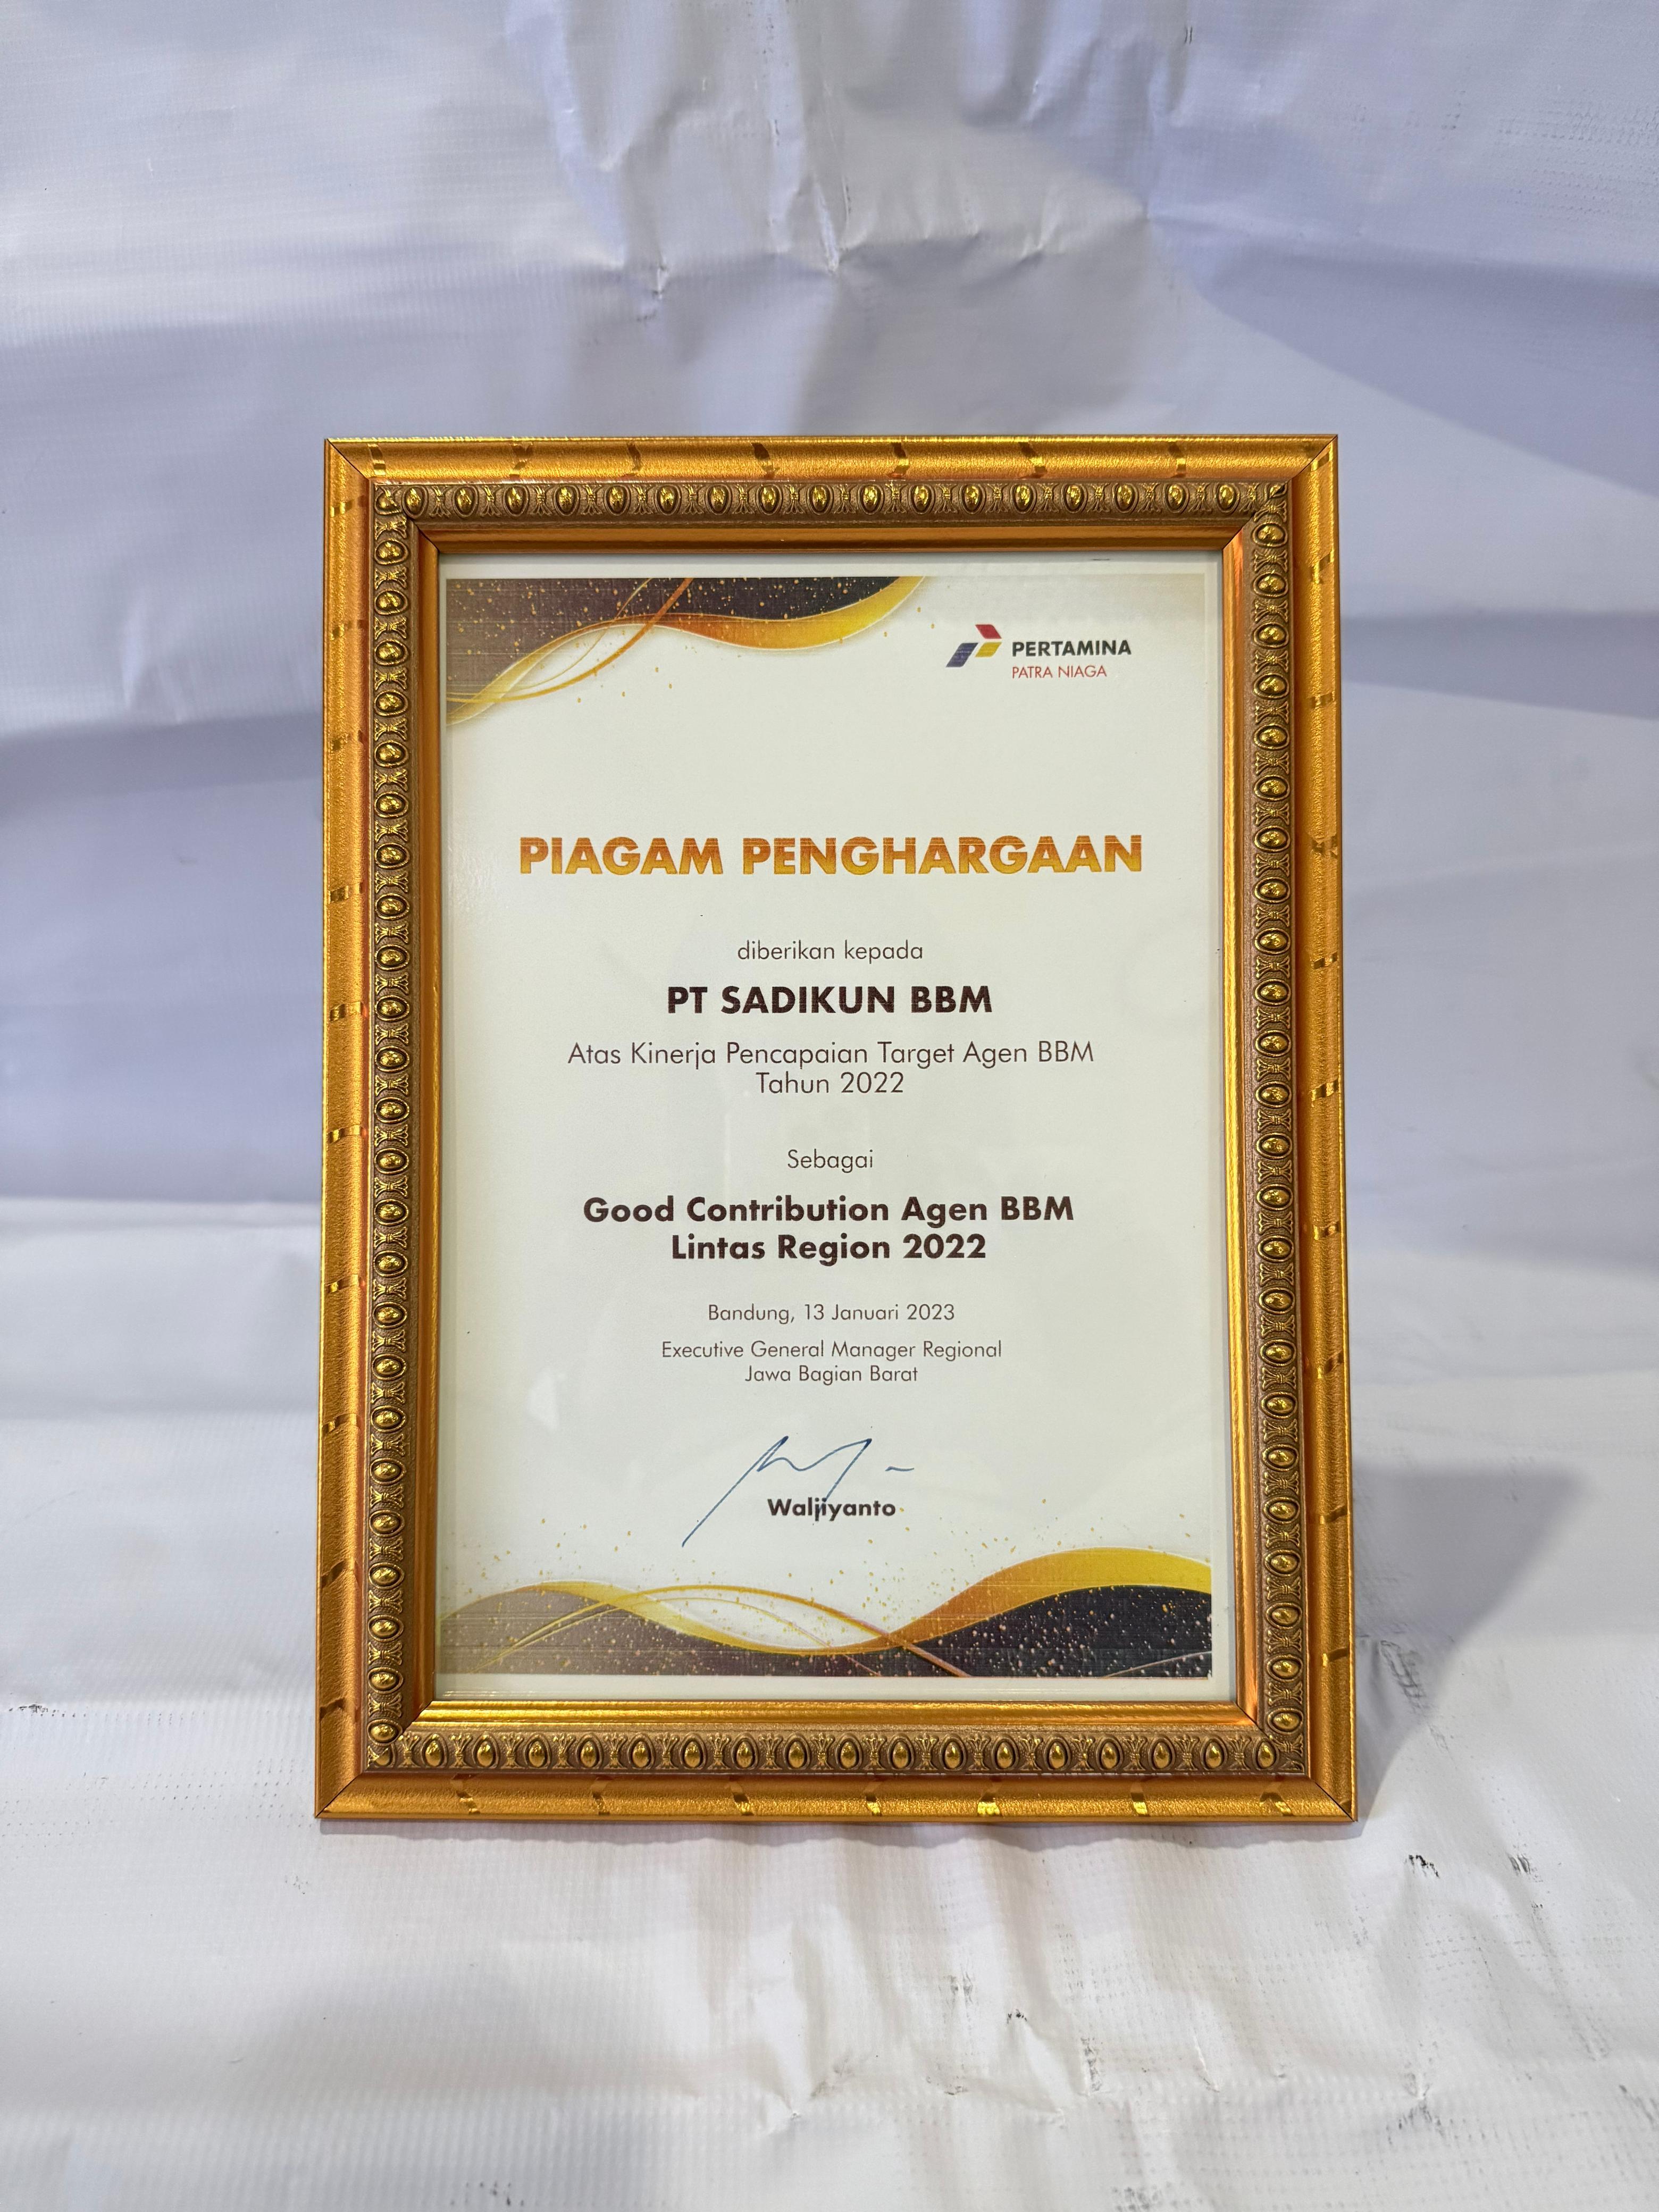 PERTAMINA
PATRA NIAGA
PIAGAM PENGHARGAAN
diberikan kepada
PT SADIKUN BBM
Atas Kinerja Pencapaian Target Agen BBM
Tahun 2022
Sebagai
Good Contribution Agen BBM
Lintas Region 2022
Bandung, 13 Januari 2023
Executive General Manager Regional
Jawa Bagian Barat
Waljiyanto